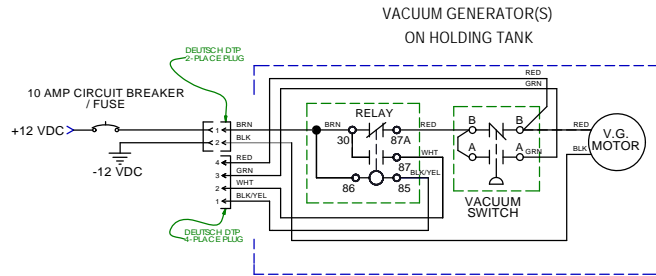 VACUUM GENERATOR(S)
ON HOLDING TANK
DEUTSCH DTP
2-PLACE PLUG
10 AMP CIRCUIT BREAKER
/ FUSE
+12 VDC
-12 VDC
1
2
BRN
BLK
4
3
2
1
RED
GRN
WHT
BLK/YEL
DEUTSCH DTP
4-PLACE PLUG
RELAY
BRN
30
87A
87
86
85
RED
WHT
BLK/YEL
RED
GRN
B
B
A
A
GRN
VACUUM
SWITCH
RED
BLK
V.G.
MOTOR